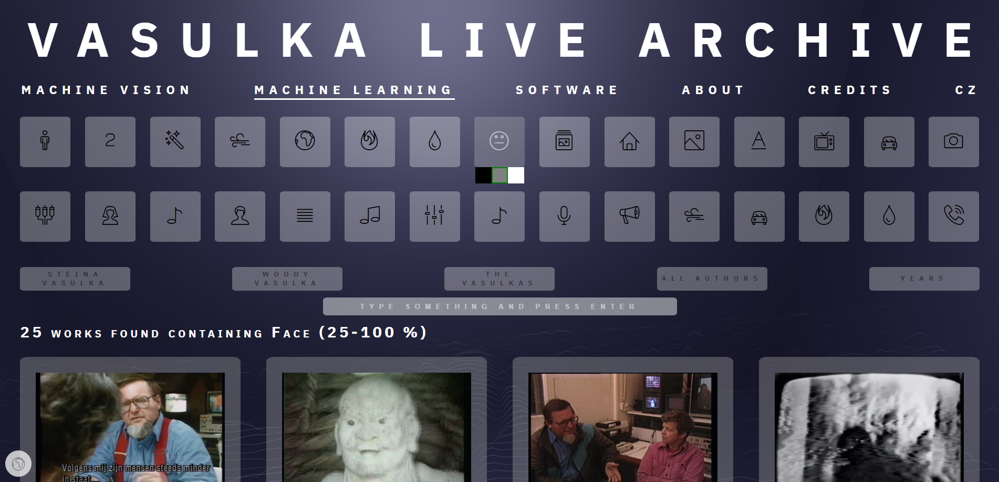 VASULKA LIVE ARCHIVE
MACHINE VISION MACHINE LEARNING SOFTWARE ABOUT CREDITS CZ
2
STEINA
VASULKA
WOODY
VASULKA
THE
VASULKAS
ALL AUTHORS
YEARS
TYPE SOMETHING AND PRESS ENTER
25 WORKS FOUND CONTAINING FACE (25-100 %)
Volgens mij zijn mensen steeds minder
in staat...